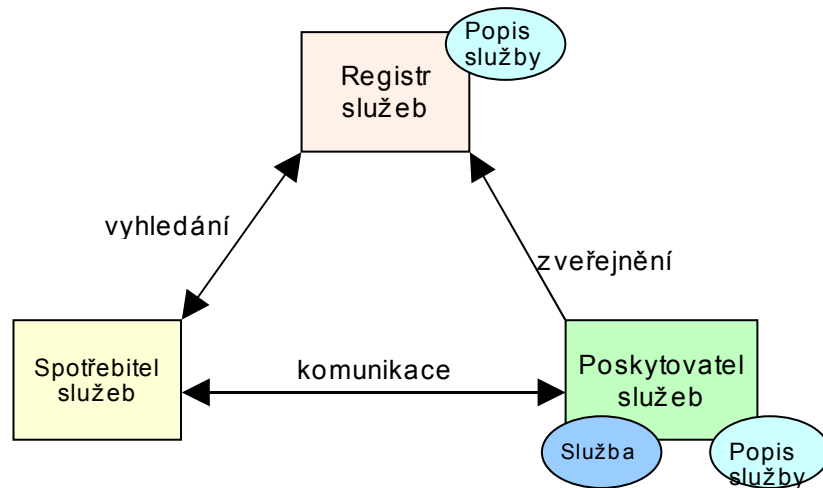 Popis
služby
Registr
služeb
vyhledání
zveřejnění
Spotřebitel
služeb
komunikace
Poskytovatel
služeb
Služba
Popis
služby